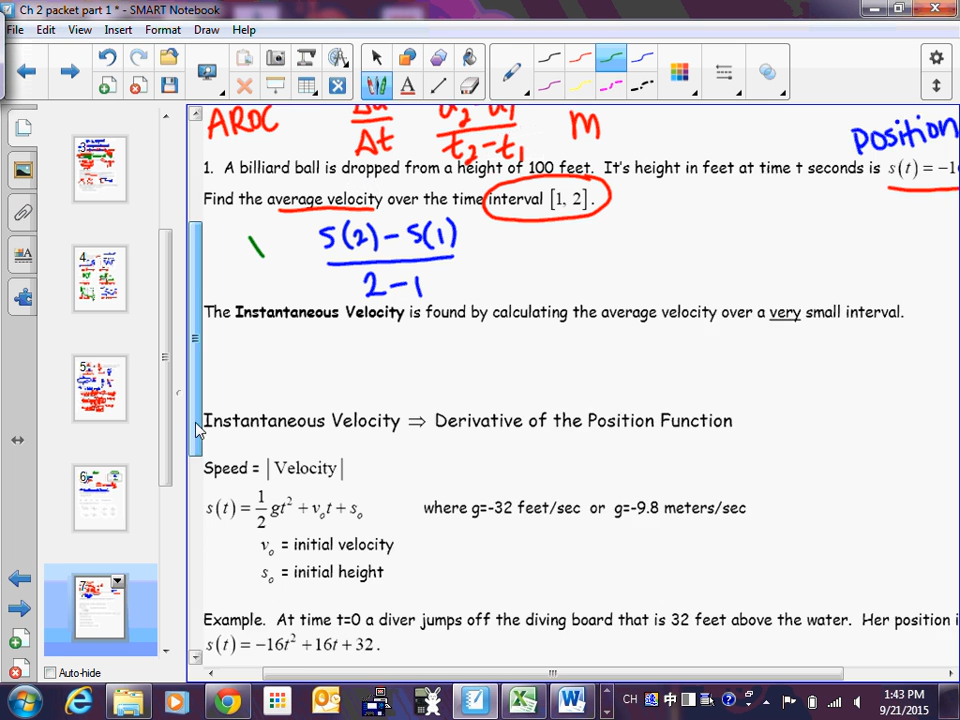 Ch 2 packet part 1 * - SMART Notebook
File Edit View Insert Format Draw Help
AROC Δt t2 - t1 m
position
1. A billiard ball is dropped from a height of 100 feet. It's height in feet at time t seconds is s(t) = -1
Find the average velocity over the time interval [1, 2].
s(2) - s(1)
2 - 1
The Instantaneous Velocity is found by calculating the average velocity over a very small interval.
Instantaneous Velocity ⇒ Derivative of the Position Function
Speed = |Velocity|
s(t) = 1/2 gt² + v₀t + s₀ where g=-32 feet/sec or g=-9.8 meters/sec
v₀ = initial velocity
s₀ = initial height
Example. At time t=0 a diver jumps off the diving board that is 32 feet above the water. Her position i
s(t) = -16t² + 16t + 32.
4
5
6
7
Auto-hide
CH 中
1:43 PM
9/21/2015